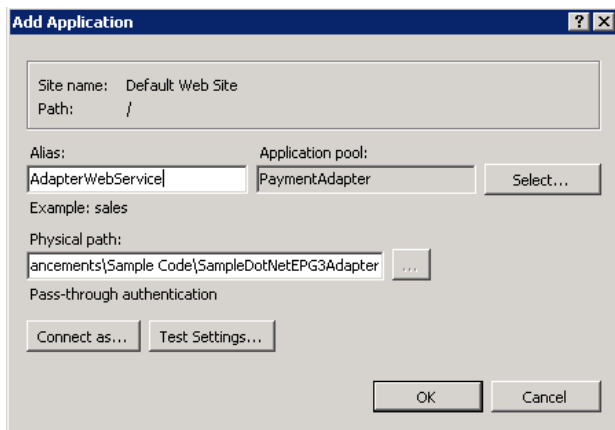 Add Application
Site name: Default Web Site
Path: /
Alias: Application pool:
AdapterWebService PaymentAdapter Select...
Example: sales
Physical path:
ancements\Sample Code\SampleDotNetEPG3Adapter ...
Pass-through authentication
Connect as... Test Settings...
OK Cancel